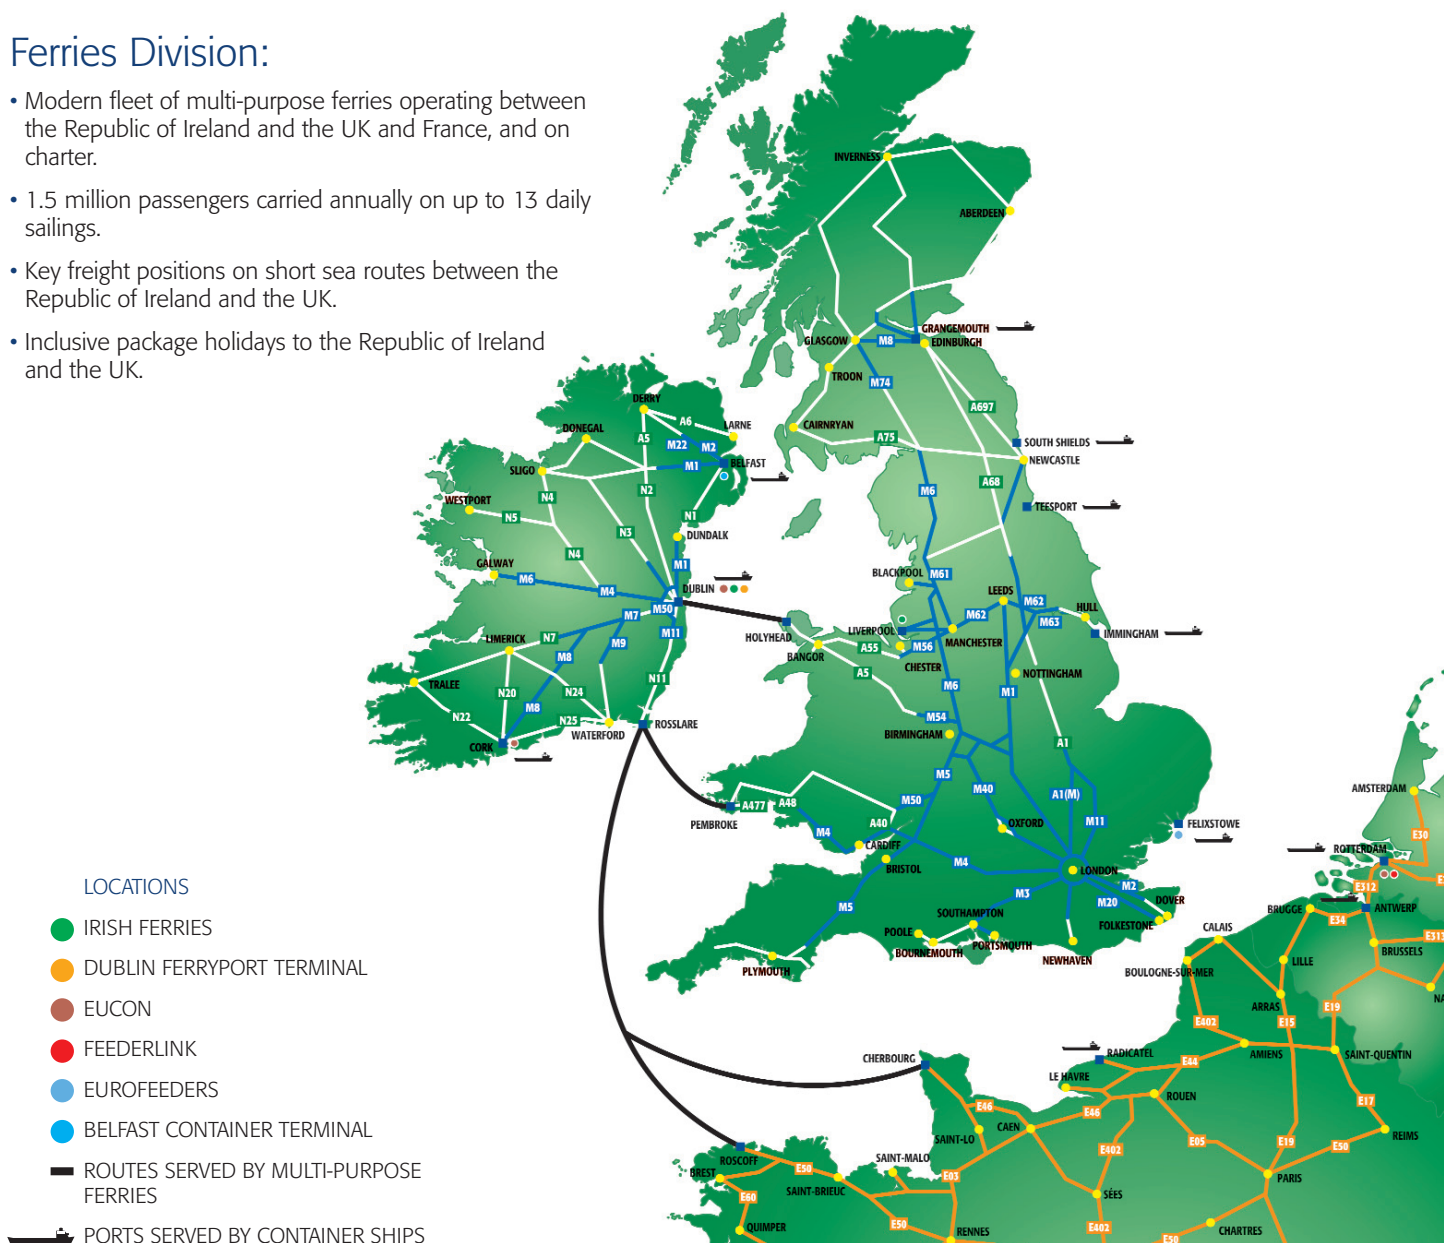 Ferries Division:
• Modern fleet of multi-purpose ferries operating between
the Republic of Ireland and the UK and France, and on
charter.
• 1.5 million passengers carried annually on up to 13 daily
sailings.
• Key freight positions on short sea routes between the
Republic of Ireland and the UK.
• Inclusive package holidays to the Republic of Ireland
and the UK.
INVERNESS
ABERDEEN
GRANGEMOUTH
GLASGOW
M8
EDINBURGH
TROON
M74
A697
CAIRNRYAN
A75
SOUTH SHIELDS
NEWCASTLE
A68
M6
TEESPORT
DERRY
A6
LARNE
DONEGAL
A5
M22
M2
SLIGO
M1
BELFAST
WESTPORT
N4
N2
N5
N1
N3
DUNDALK
N4
GALWAY
M6
M1
M4
DUBLIN
M50
M7
M11
LIMERICK
N7
M9
M8
TRALEE
N20
N24
N11
N22
M8
N25
CORK
WATERFORD
ROSSLARE
BLACKPOOL
M61
LEEDS
M62
M62
HULL
M63
LIVERPOOL
HOLYHEAD
IMMINGHAM
MANCHESTER
BANGOR
A55
M56
CHESTER
A5
NOTTINGHAM
M6
M1
M54
BIRMINGHAM
A1
M5
M40
A1(M)
M50
PEMBROKE
A477
A48
A40
M4
M11
OXFORD
FELIXSTOWE
CARDIFF
BRISTOL
M4
LONDON
M5
M3
M2
M20
DOVER
FOLKESTONE
SOUTHAMPTON
POOLE
PORTSMOUTH
BOURNEMOUTH
NEWHAVEN
PLYMOUTH
AMSTERDAM
E30
ROTTERDAM
E312
BRUGGE
ANTWERP
E34
E313
CALAIS
BRUSSELS
LILLE
BOULOGNE-SUR-MER
ARRAS
E19
E402
E15
AMIENS
SAINT-QUENTIN
CHERBOURG
RADICATEL
E44
LE HAVRE
ROUEN
E17
E46
E46
CAEN
SAINT-LO
E05
E19
E50
REIMS
E402
ROSCOFF
SAINT-MALO
BREST
E50
SAINT-BRIEUC
E03
PARIS
E60
SÉES
QUIMPER
E50
RENNES
E402
CHARTRES
E50
LOCATIONS
IRISH FERRIES
DUBLIN FERRYPORT TERMINAL
EUCON
FEEDERLINK
EUROFEEDERS
BELFAST CONTAINER TERMINAL
ROUTES SERVED BY MULTI-PURPOSE
FERRIES
PORTS SERVED BY CONTAINER SHIPS